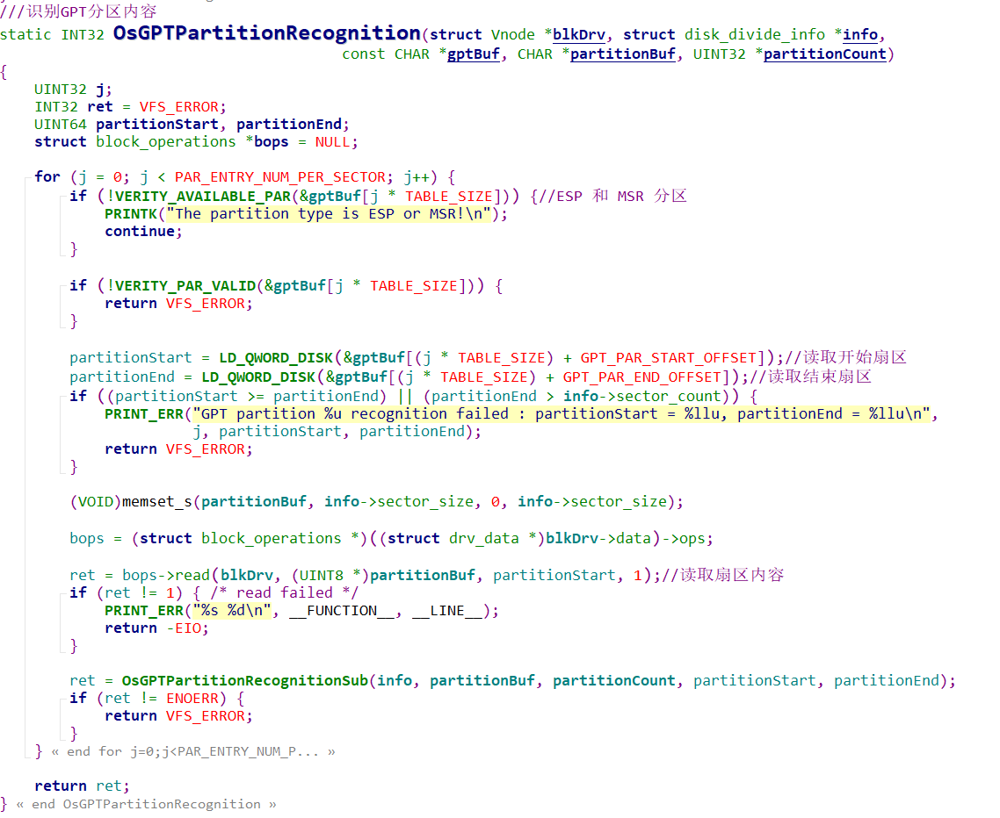 ///识别GPT分区内容
static INT32 OsGPTPartitionRecognition(struct Vnode *blkDrv, struct disk_divide_info *info,
                                       const CHAR *gptBuf, CHAR *partitionBuf, UINT32 *partitionCount)
{
    UINT32 j;
    INT32 ret = VFS_ERROR;
    UINT64 partitionStart, partitionEnd;
    struct block_operations *bops = NULL;

    for (j = 0; j < PAR_ENTRY_NUM_PER_SECTOR; j++) {
        if (!VERITY_AVAILABLE_PAR(&gptBuf[j * TABLE_SIZE])) {//ESP 和 MSR 分区
            PRINTK("The partition type is ESP or MSR!\n");
            continue;
        }

        if (!VERITY_PAR_VALID(&gptBuf[j * TABLE_SIZE])) {
            return VFS_ERROR;
        }

        partitionStart = LD_QWORD_DISK(&gptBuf[(j * TABLE_SIZE) + GPT_PAR_START_OFFSET]);//读取开始扇区
        partitionEnd = LD_QWORD_DISK(&gptBuf[(j * TABLE_SIZE) + GPT_PAR_END_OFFSET]);//读取结束扇区
        if ((partitionStart >= partitionEnd) || (partitionEnd > info->sector_count)) {
            PRINT_ERR("GPT partition %u recognition failed : partitionStart = %llu, partitionEnd = %llu\n",
                      j, partitionStart, partitionEnd);
            return VFS_ERROR;
        }

        (VOID)memset_s(partitionBuf, info->sector_size, 0, info->sector_size);

        bops = (struct block_operations *)((struct drv_data *)blkDrv->data)->ops;

        ret = bops->read(blkDrv, (UINT8 *)partitionBuf, partitionStart, 1);//读取扇区内容
        if (ret != 1) { /* read failed */
            PRINT_ERR("%s %d\n", __FUNCTION__, __LINE__);
            return -EIO;
        }

        ret = OsGPTPartitionRecognitionSub(info, partitionBuf, partitionCount, partitionStart, partitionEnd);
        if (ret != ENOERR) {
            return VFS_ERROR;
        }
    } « end for j=0;j<PAR_ENTRY_NUM_P... »

    return ret;
} « end OsGPTPartitionRecognition »